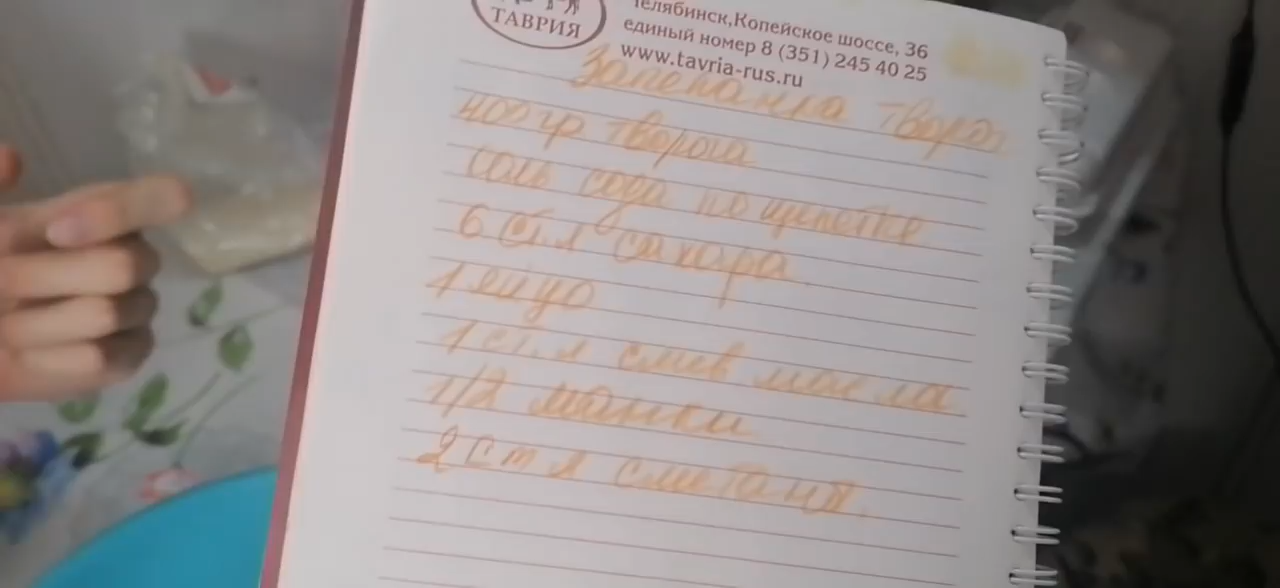 ТАВРИЯ
Челябинск,Копейское шоссе, 36
единый номер 8 (351) 245 40 25
www.tavria-rus.ru
Запеканка творог
400 гр творога
соль сода по щепетке
6 ст.л сахара
1 яйцо
1 ст.л слив масла
1/2 манки
2 ст л сметаны.